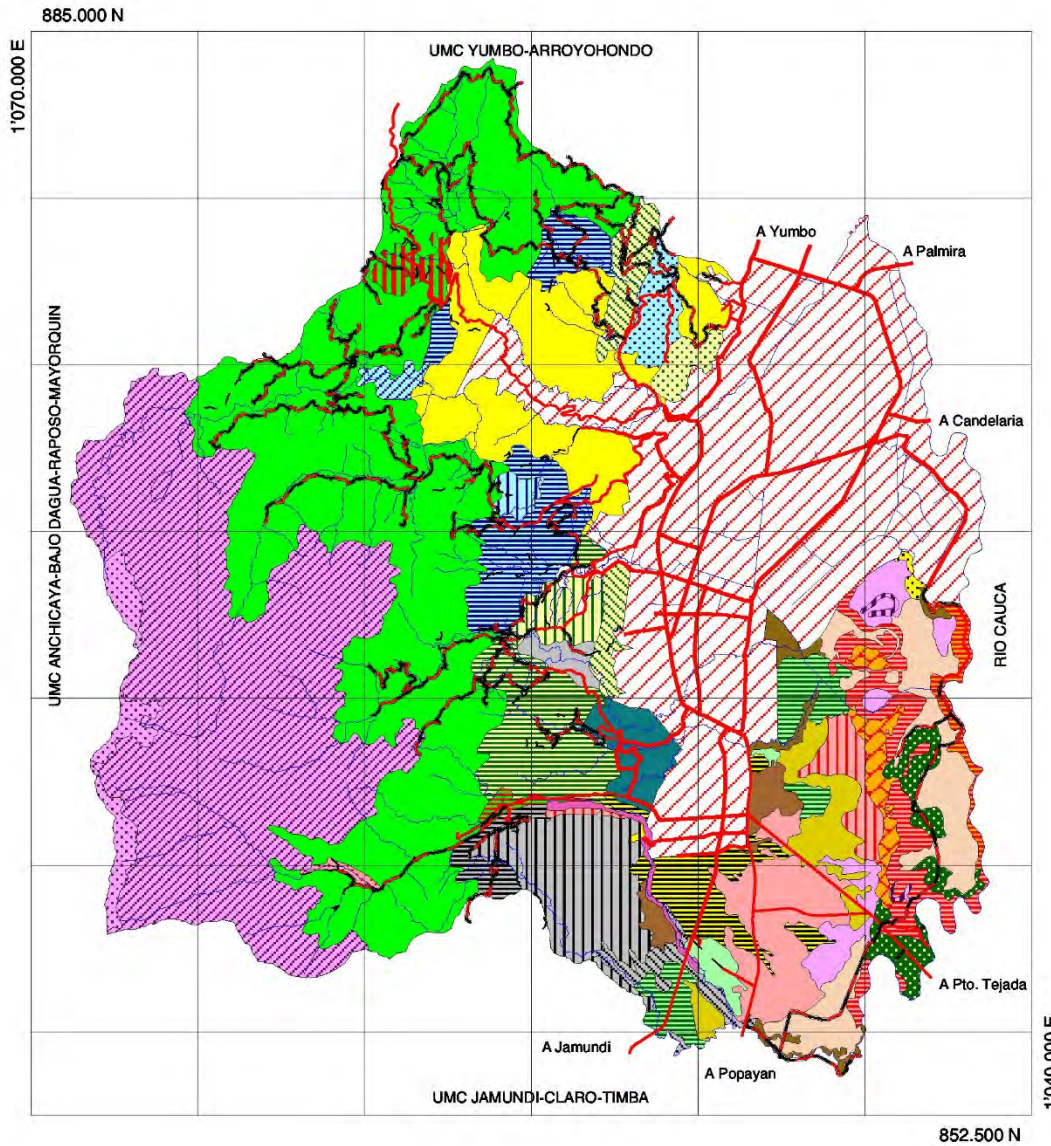 885.000 N
1'070.000 E
UMC YUMBO-ARROYOHONDO
A Yumbo
A Palmira
UMC ANCHICAYA-BAJO DAGUA-RAPOSO-MAYORQUIN
A Candelaria
RIO CAUCA
A Pto. Tejada
A Jamundi
A Popayan
UMC JAMUNDI-CLARO-TIMBA
1'040.000 E
852.500 N